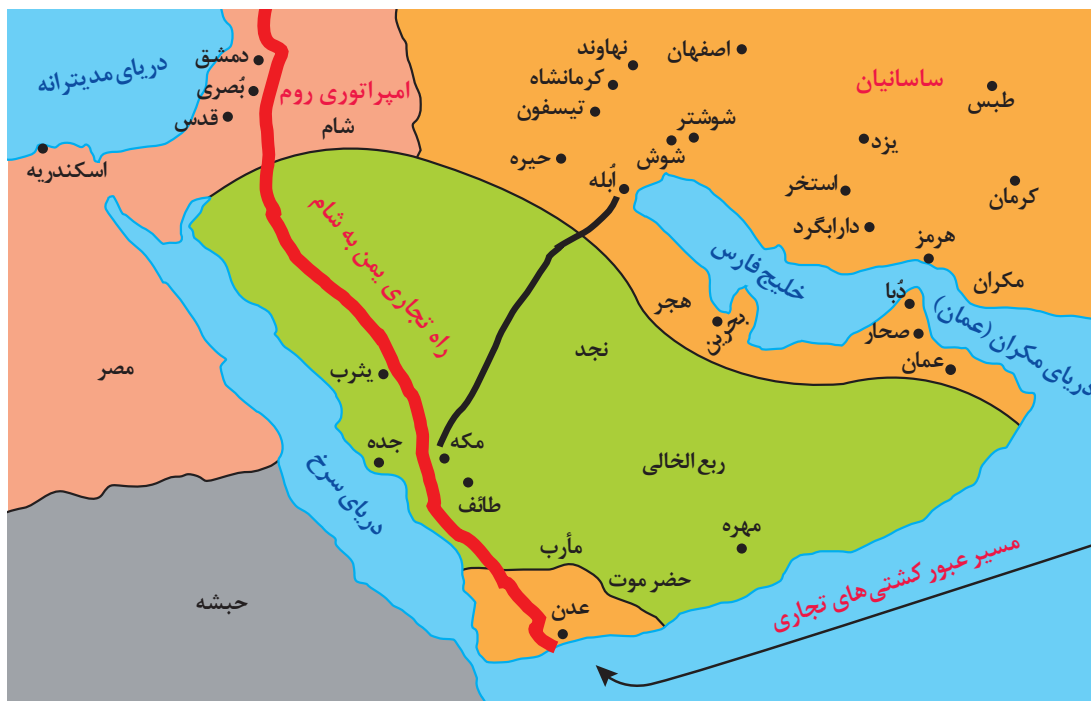 دریای مدیترانه
دمشق
بُصری
قدس
امپراتوری روم
شام
اسکندریه
نهاوند
اصفهان
کرمانشاه
تیسفون
ساسانیان
طبس
شوشتر
شوش
حیره
اُبله
یزد
استخر
کرمان
دارابگرد
هرمز
مکران
خلیج فارس
دُبا
صحار
عمان
دریای مکران (عمان)
هجر
بحرین
راه تجاری یمن به شام
نجد
یثرب
مصر
جده
مکه
طائف
ربع الخالی
دریای سرخ
مهره
مأرب
حضر موت
عدن
حبشه
مسیر عبور کشتی‌های تجاری